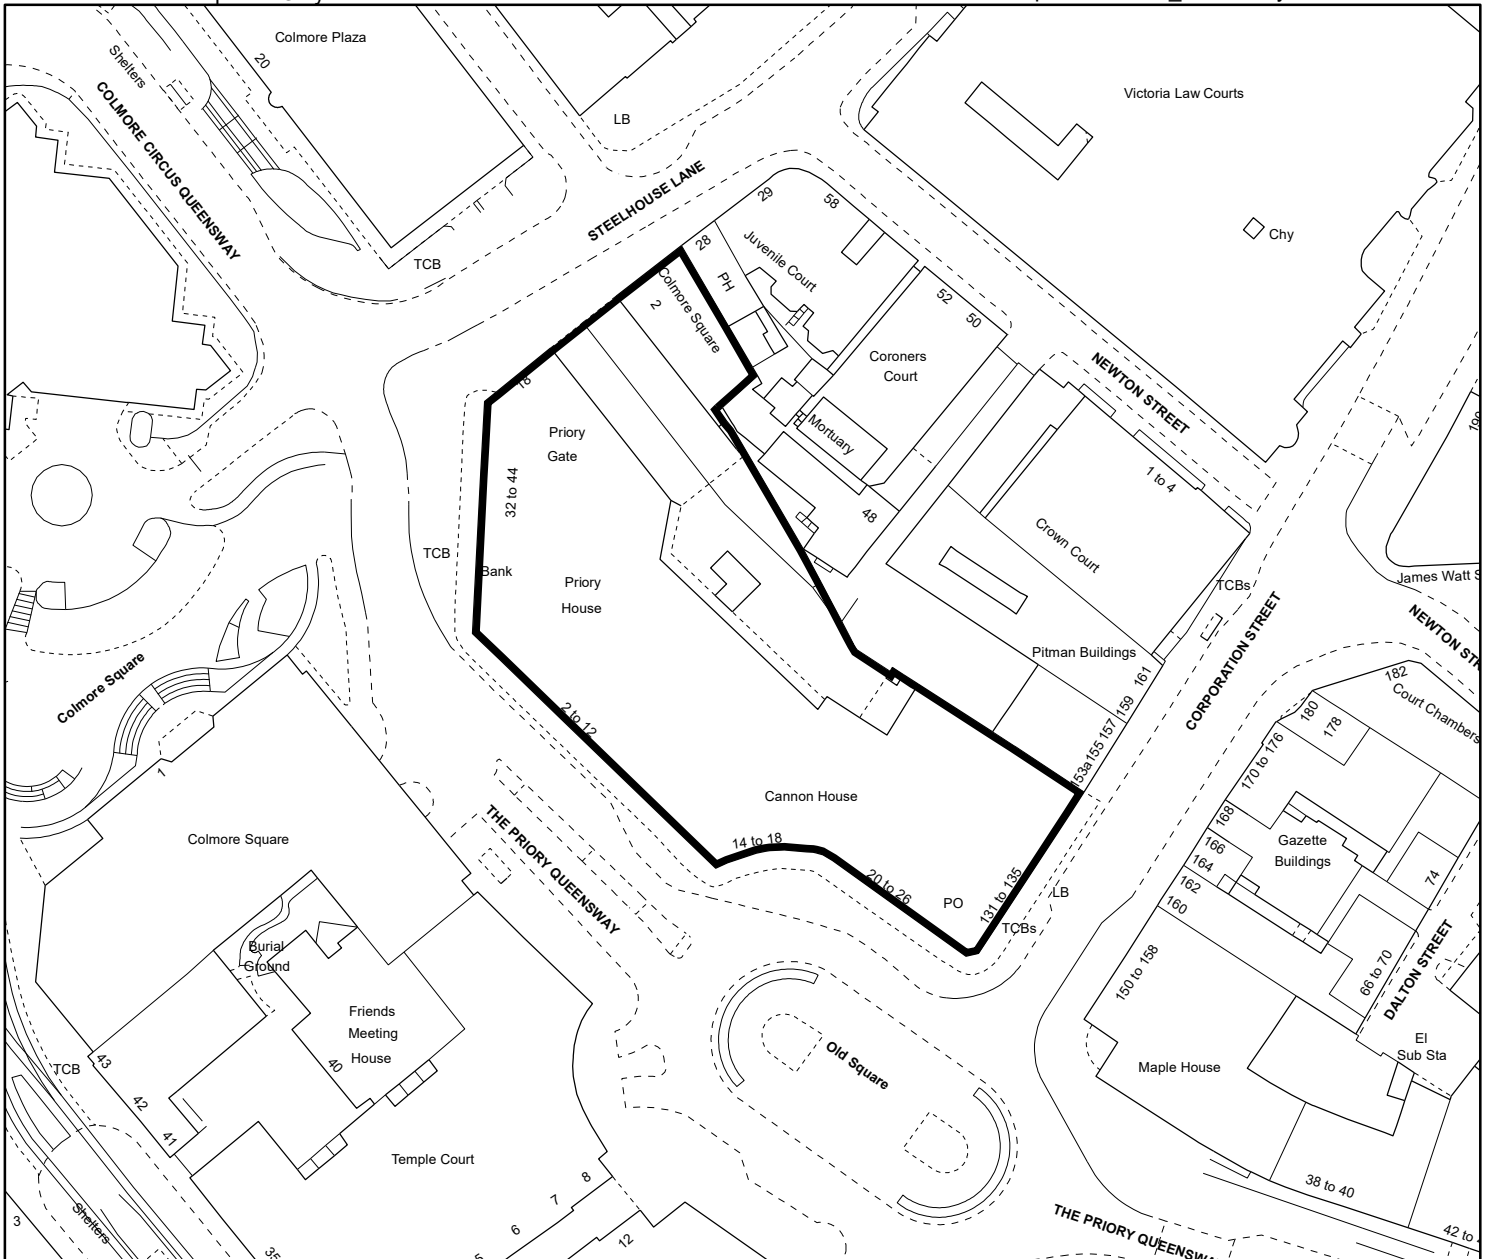 Colmore Plaza
20
Shelters
COLMORE CIRCUS QUEENSWAY
LB
Victoria Law Courts
STEELHOUSE LANE
29
58
28
Juvenile Court
Chy
TCB
PH
Colmore Square
2
52
50
Coroners
Court
NEWTON STREET
18
Priory
Gate
32 to 44
Mortuary
1 to 4
48
Crown Court
TCB
Bank
Priory
House
TCBs
James Watt S
NEWTON STR
Pitman Buildings
CORPORATION STREET
161
159
157
155
153a
182
Court Chambers
180
178
170 to 176
Colmore Square
2 to 12
1
Cannon House
THE PRIORY QUEENSWAY
14 to 18
20 to 26
PO
131 to 135
LB
TCBs
168
166
164
162
160
Gazette
Buildings
74
Colmore Square
Burial
Ground
150 to 158
66 to 70
DALTON STREET
Friends
Meeting
House
40
Old Square
El
Sub Sta
Maple House
TCB
43
42
41
Temple Court
8
7
6
5
12
38 to 40
THE PRIORY QUEENSWA
42 to
3
Shelters
35